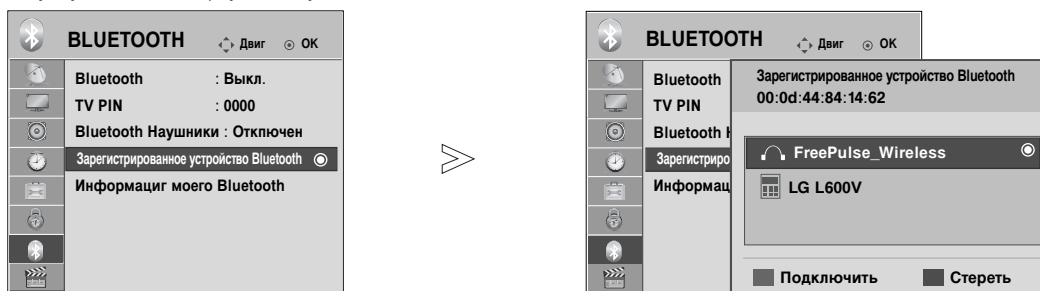 BLUETOOTH Двиг OK
Bluetooth : Выкл.
TV PIN : 0000
Bluetooth Наушники : Откпючен
Зарегистрированное устройство Bluetooth
Информациг моего Bluetooth
BLUETOOTH Двиг OK
Bluetooth
TV PIN
Bluetooth
Зарегистриро
Информац
Зарегистрированное устройство Bluetooth
00:0d:44:84:14:62
FreePulse_Wireless
LG L600V
Подключить Стереть